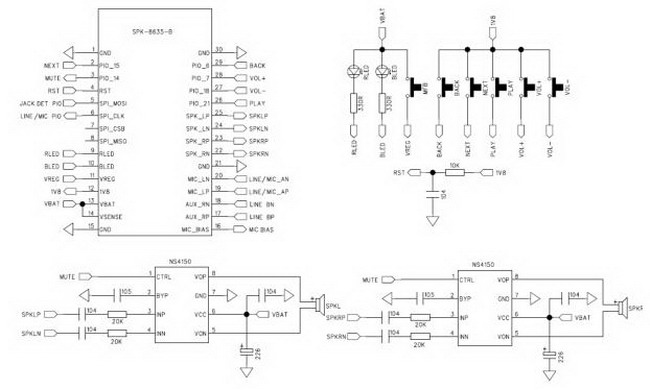 SPK-8635-B
1 GND
NEXT 2 PIO_15
MUTE 3 PIO_14
RST 4 RST
JACK DET PIO 5 SPI_MOSI
LINE/MIC PIO 6 SPI_CLK
7 SPI_CSB
8 SPI_MISO
RLED 9 RLED
BLED 10 BLED
VREG 11 VREG
1V8 12 1V8
VBAT 13 VBAT
14 VSENSE
15 GND
GND 30
PIO_6 29 BACK
PIO_7 28 VOL+
PIO_18 27 VOL-
PIO_21 26 PLAY
SPK_LP 25 SPKLP
SPK_LN 24 SPKLN
SPK_RP 23 SPKRP
SPK_RN 22 SPKRN
GND 21
MIC_LN 20 LINE/MIC_AN
MIC_LP 19 LINE/MIC_AP
AUX_RN 18 LINE BN
AUX_RP 17 LINE BP
MIC_BIAS 16 MIC BIAS
VBAT
1V8
RLED
BLED
MFB
BACK
NEXT
PLAY
VOL+
VOL-
330R
330R
RLED
BLED
VREG
BACK
NEXT
PLAY
VOL+
VOL-
RST
10K
1V8
104
NS4150
MUTE 1 CTRL
105 2 BYP
SPKLP 104 20K 3 INP
SPKLN 104 20K 4 INN
VOP 8
GND 7
VCC 6
VON 5
104
VBAT
226
SPKL
NS4150
MUTE 1 CTRL
105 2 BYP
SPKRP 104 20K 3 INP
SPKRN 104 20K 4 INN
VOP 8
GND 7
VCC 6
VON 5
104
VBAT
226